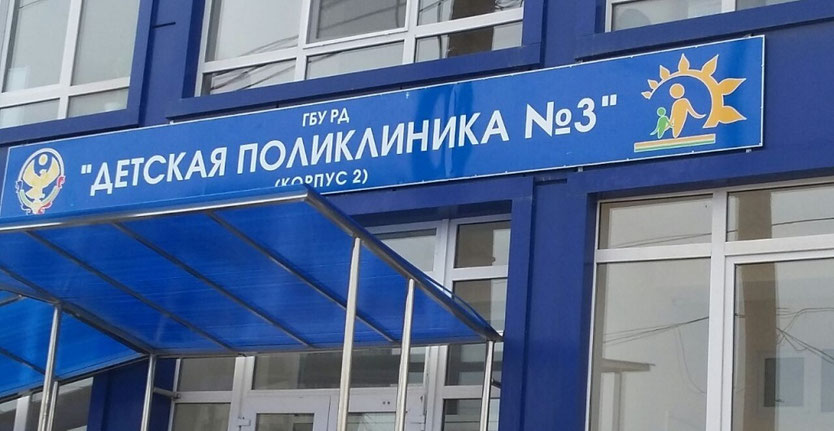 ГБУ РД
"ДЕТСКАЯ ПОЛИКЛИНИКА №3"
(КОРПУС 2)